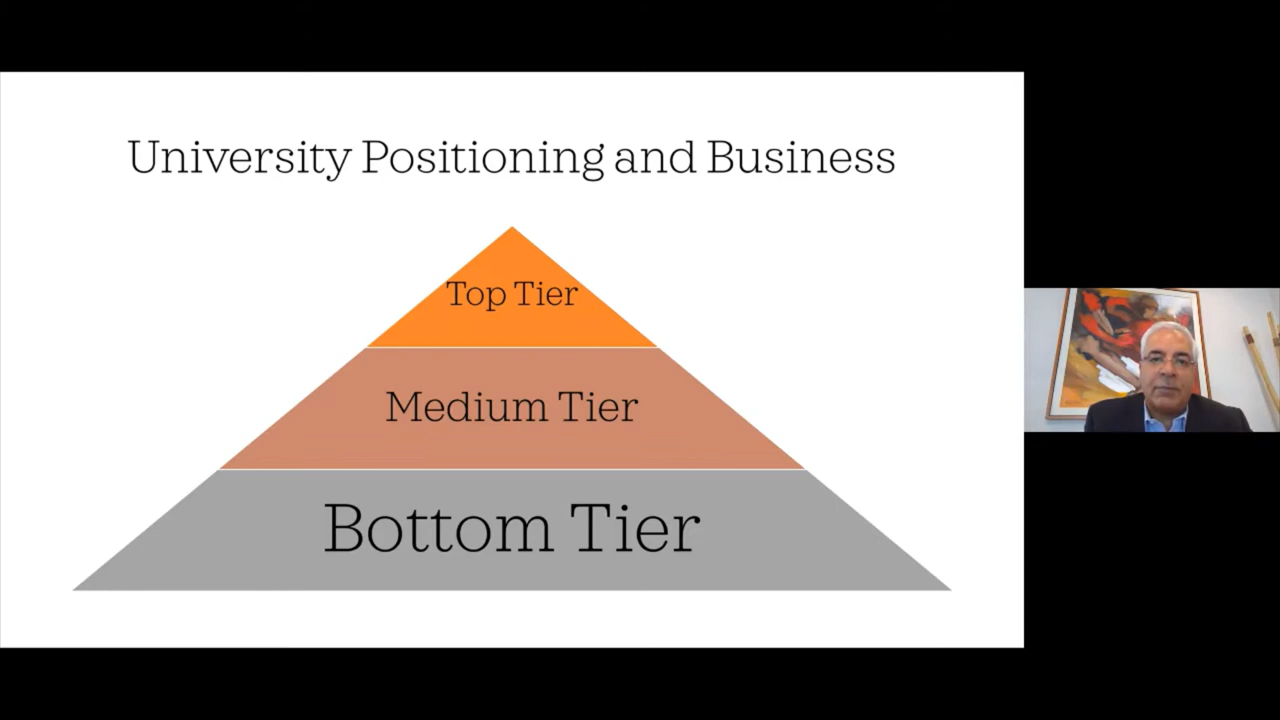 University Positioning and Business
Top Tier
Medium Tier
Bottom Tier